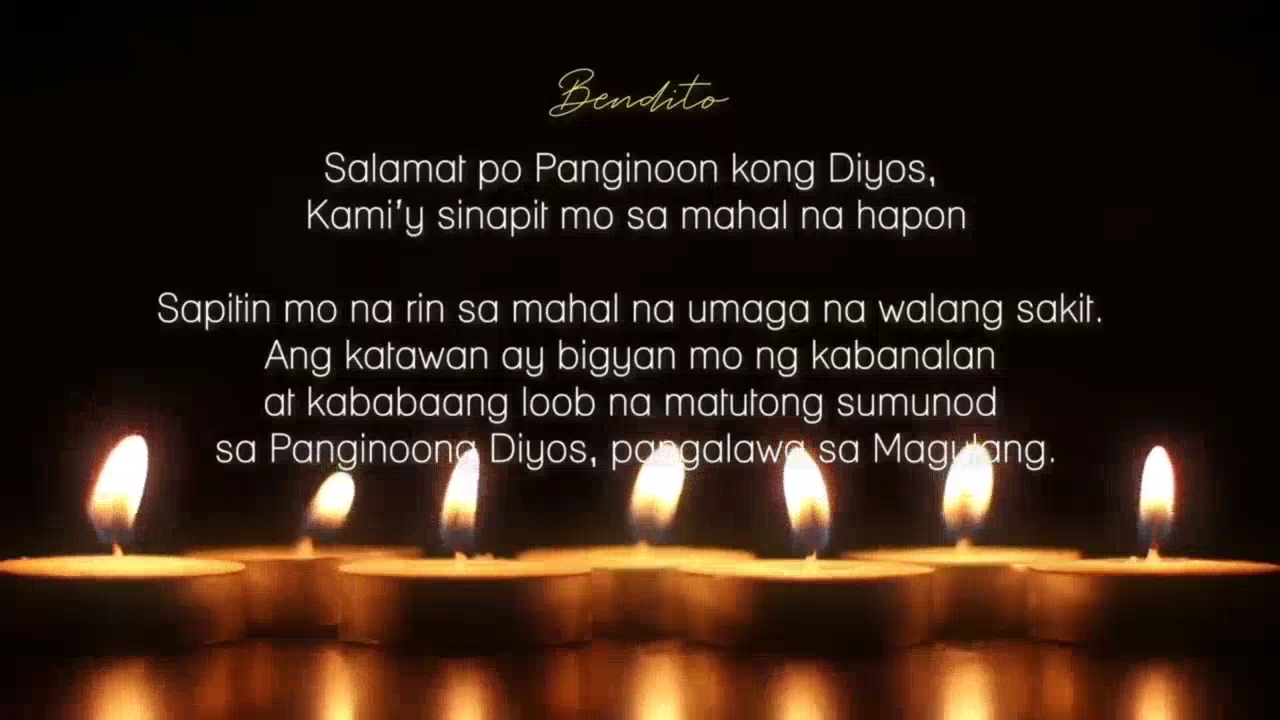 Bendito
Salamat po Panginoon kong Diyos,
Kami'y sinapit mo sa mahal na hapon
Sapitin mo na rin sa mahal na umaga na walang sakit.
Ang katawan ay bigyan mo ng kabanalan
at kababaang loob na matutong sumunod
sa Panginoong Diyos, pangalawa sa Magulang.